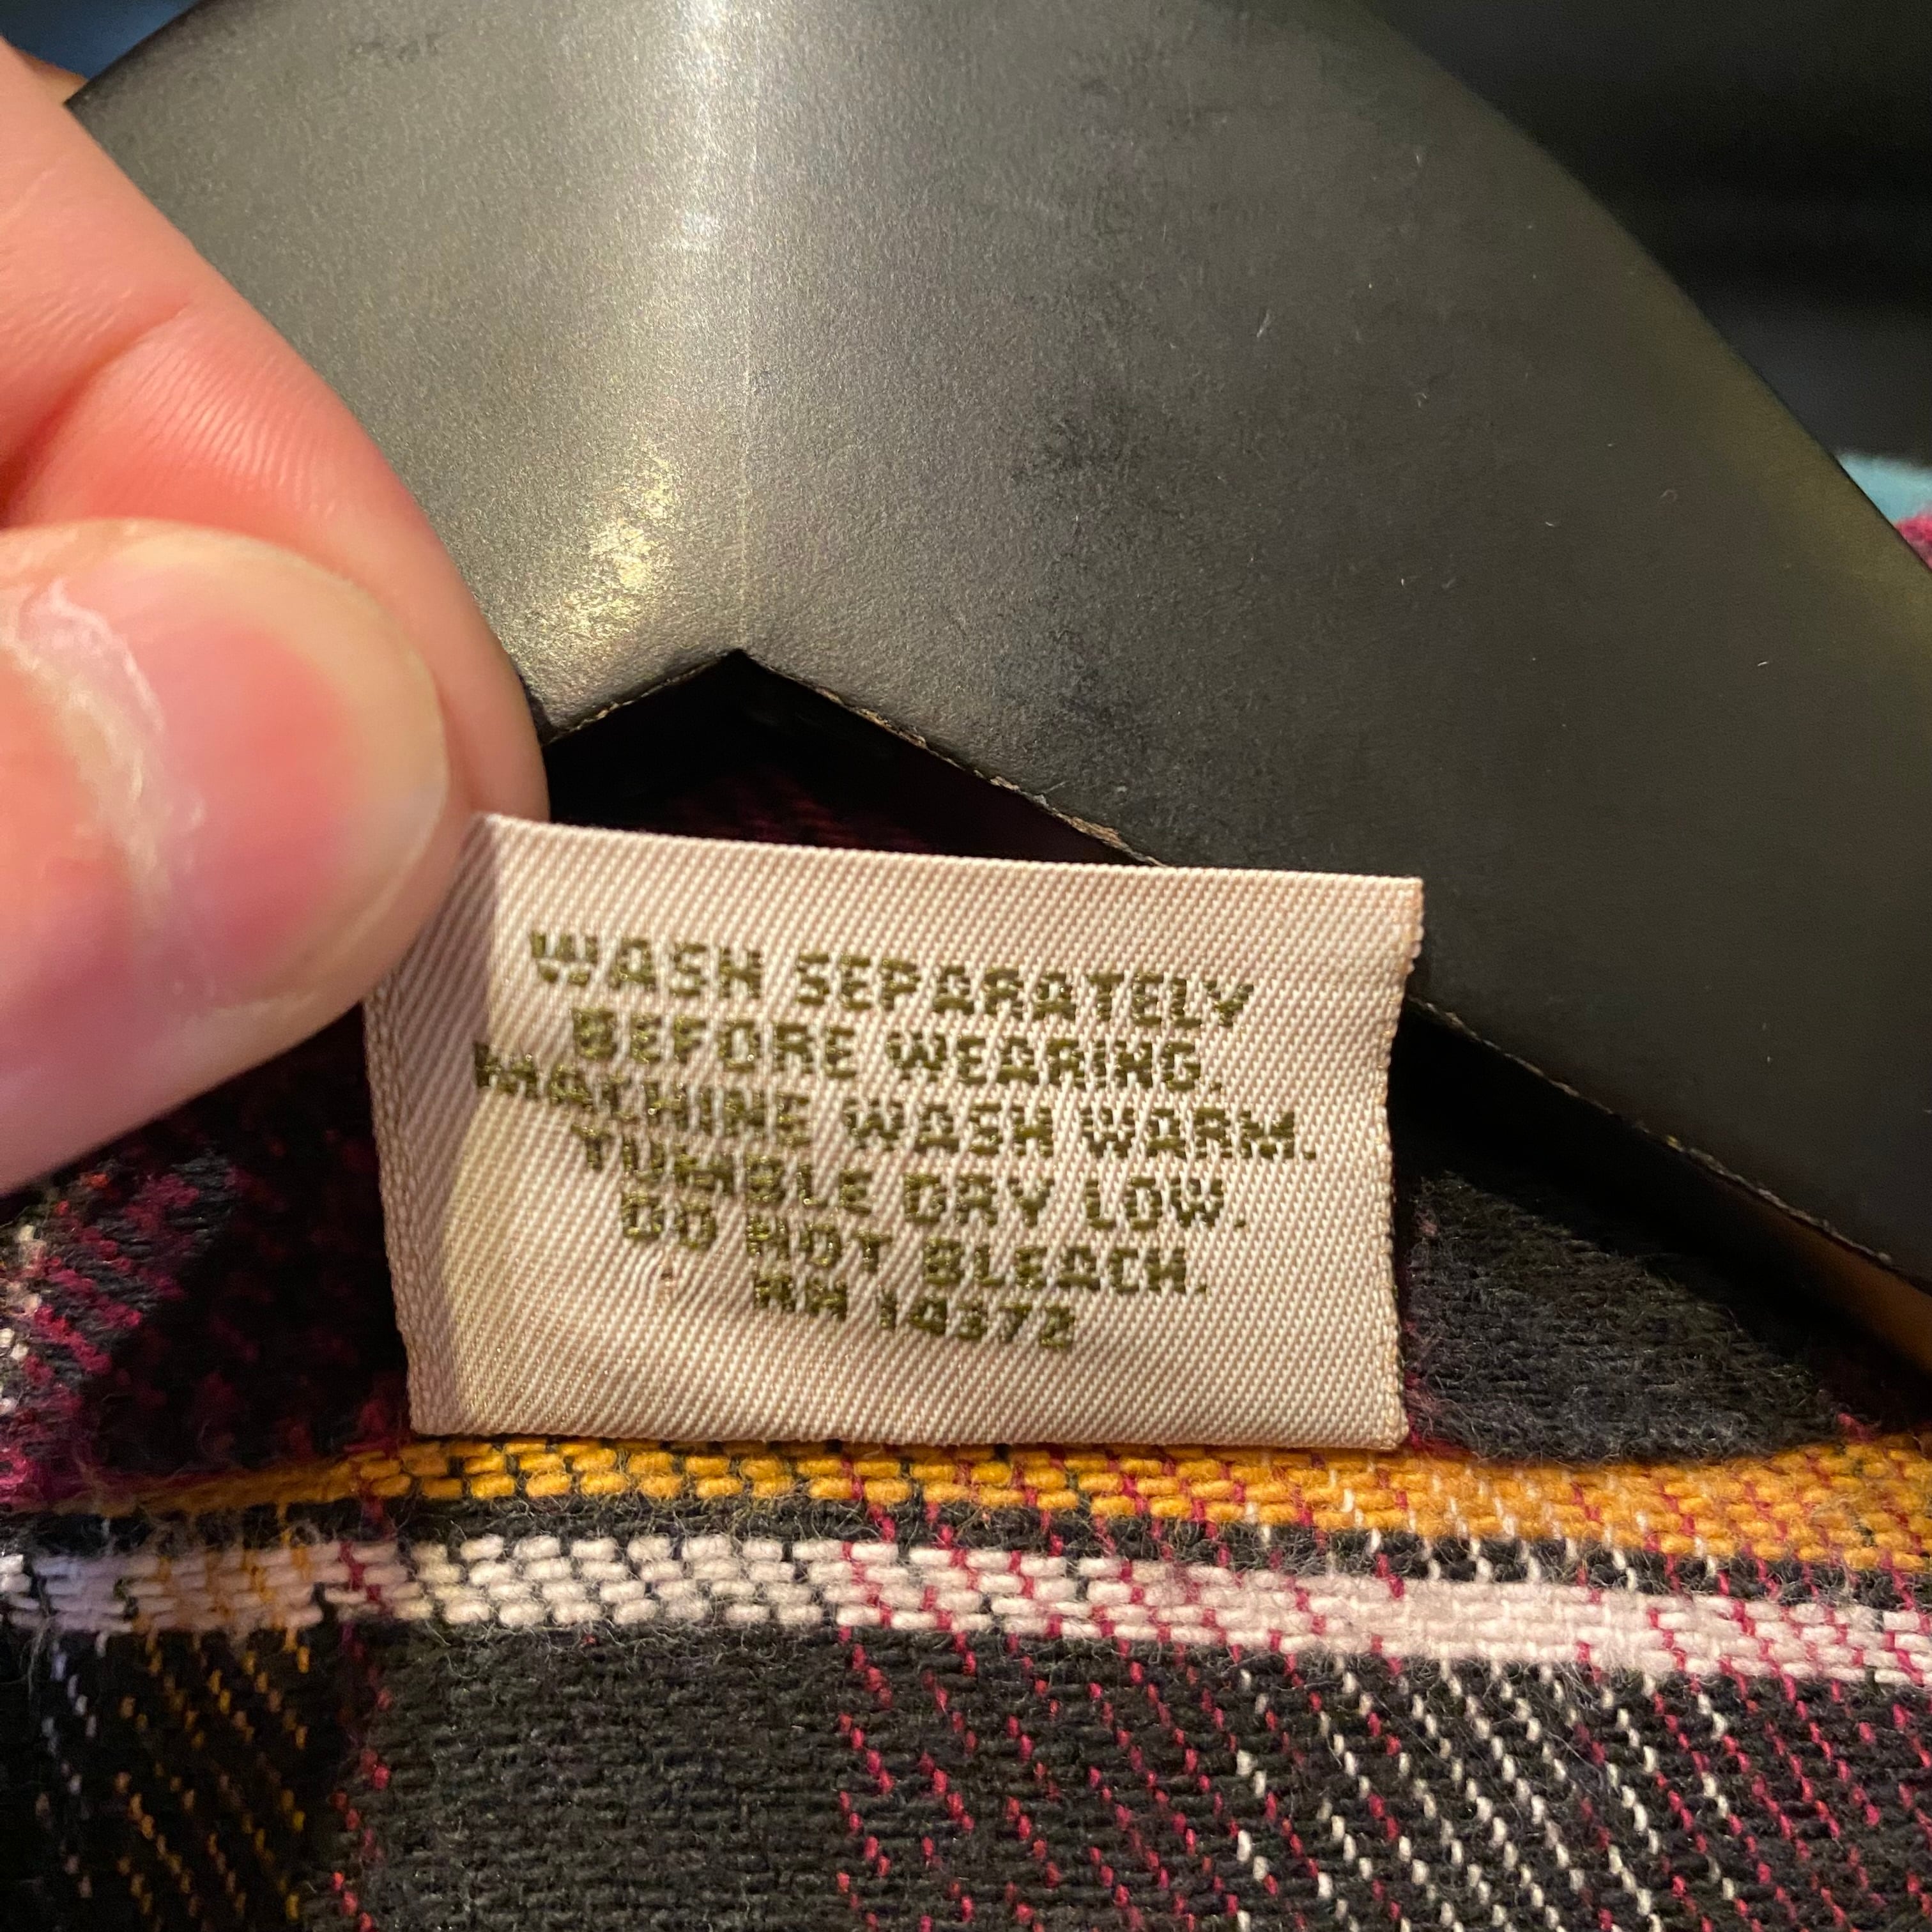 WASH SEPARATELY
BEFORE WEARING.
MACHINE WASH WARM.
TUMBLE DRY LOW.
DO NOT BLEACH.
RN 14372